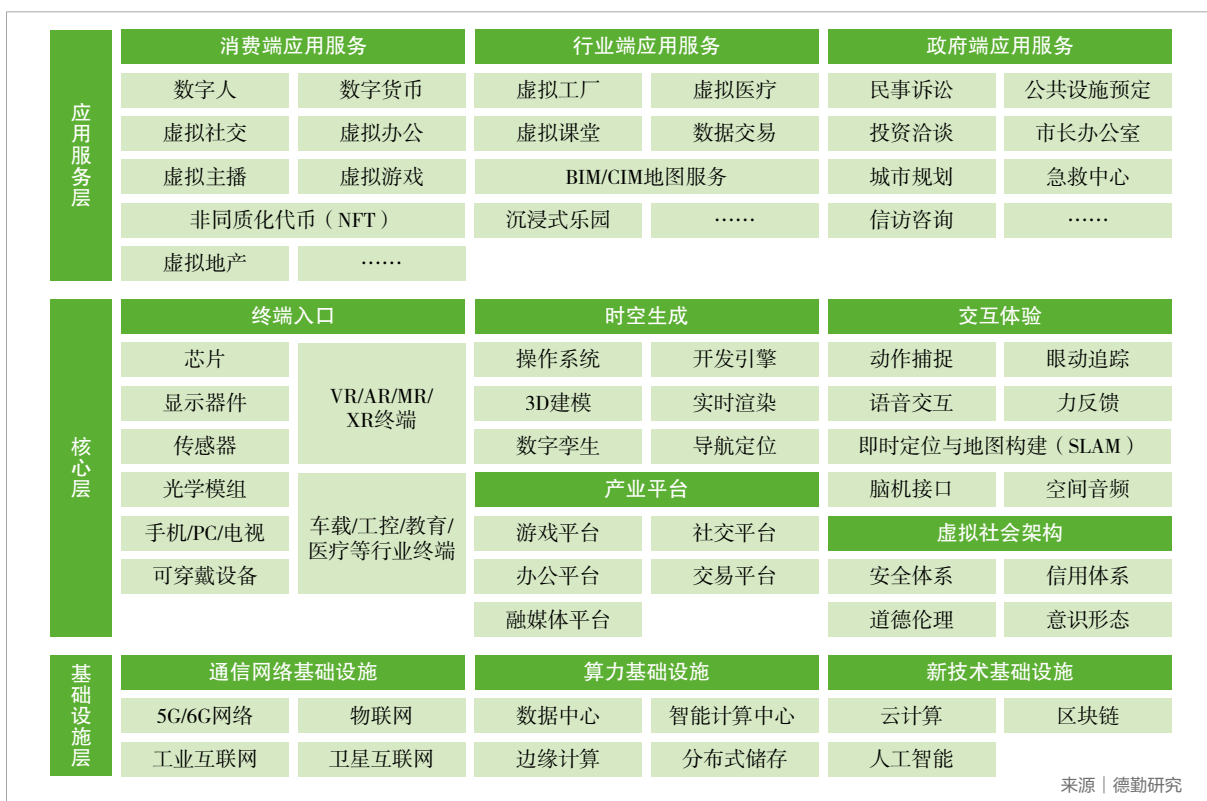 应用服务层
消费端应用服务 行业端应用服务 政府端应用服务
数字人 数字货币 虚拟工厂 虚拟医疗 民事诉讼 公共设施预定
虚拟社交 虚拟办公 虚拟课堂 数据交易 投资洽谈 市长办公室
虚拟主播 虚拟游戏 BIM/CIM地图服务 城市规划 急救中心
非同质化代币（NFT） 沉浸式乐园 …… 信访咨询 ……
虚拟地产 ……
核心层
终端入口
芯片
显示器件
传感器
光学模组
手机/PC/电视
可穿戴设备
VR/AR/MR/
XR终端
车载/工控/教育/
医疗等行业终端
时空生成
操作系统 开发引擎
3D建模 实时渲染
数字孪生 导航定位
产业平台
游戏平台 社交平台
办公平台 交易平台
融媒体平台
交互体验
动作捕捉 眼动追踪
语音交互 力反馈
即时定位与地图构建（SLAM）
脑机接口 空间音频
虚拟社会架构
安全体系 信用体系
道德伦理 意识形态
基础设施层
通信网络基础设施 算力基础设施 新技术基础设施
5G/6G网络 物联网 数据中心 智能计算中心 云计算 区块链
工业互联网 卫星互联网 边缘计算 分布式储存 人工智能
来源｜德勤研究